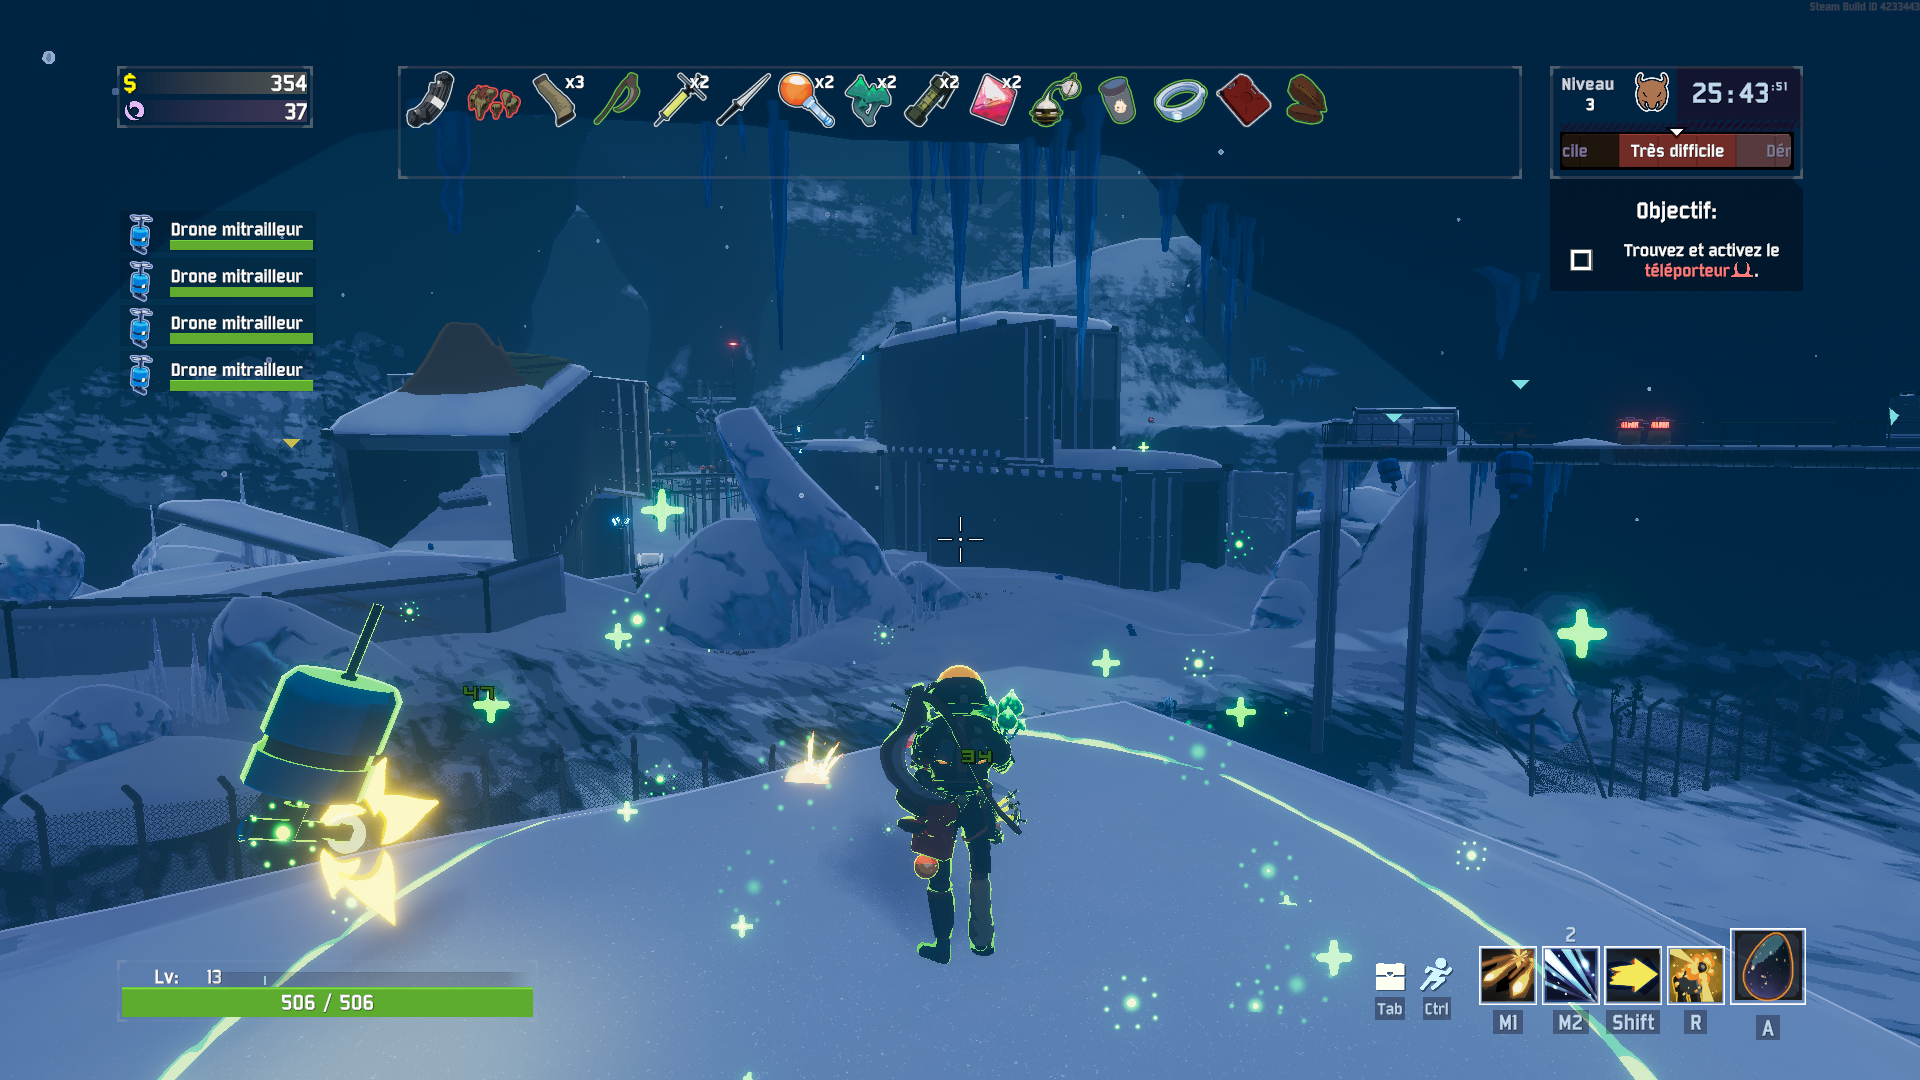 Steam Build ID 4233443
$ 354
37
x3 x2 x2 x2 x2 x2
Niveau
3
25:43:51
cile Très difficile Dér
Objectif:
Trouvez et activez le
téléporteur.
Drone mitrailleur
Drone mitrailleur
Drone mitrailleur
Drone mitrailleur
47
34
Lv: 13
506 / 506
2
Tab Ctrl M1 M2 Shift R A